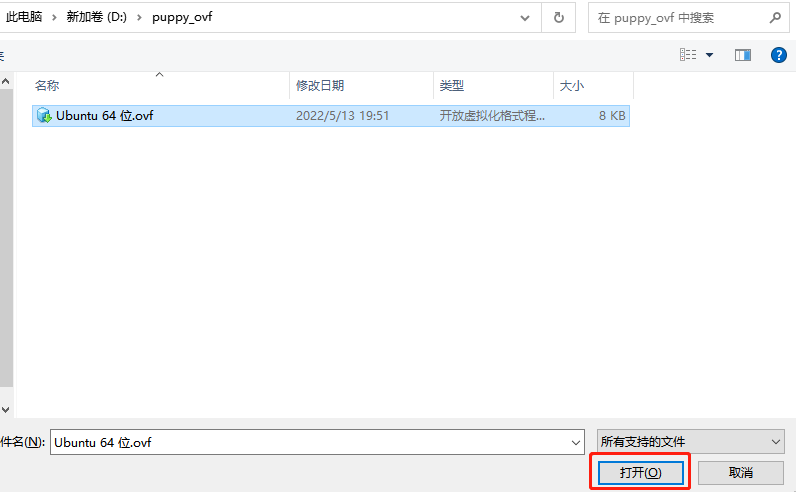 此电脑 > 新加卷 (D:) > puppy_ovf
在 puppy_ovf 中搜索
名称 修改日期 类型 大小
Ubuntu 64 位.ovf 2022/5/13 19:51 开放虚拟化格式程... 8 KB
件名(N): Ubuntu 64 位.ovf 所有支持的文件
打开(O) 取消